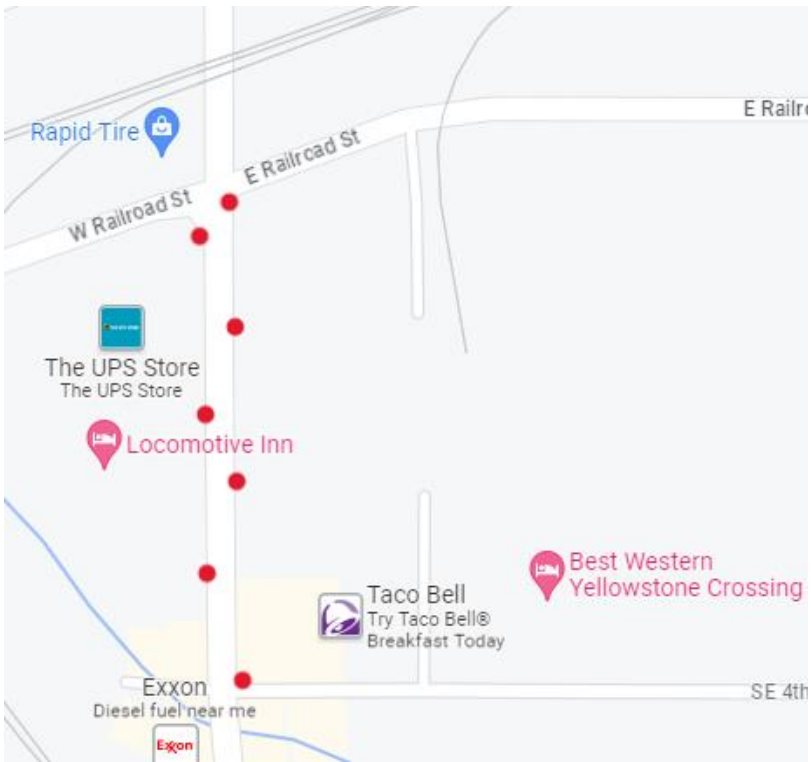 E Railro
Rapid Tire
E Railroad St
W Railroad St
The UPS Store
The UPS Store
Locomotive Inn
Best Western
Yellowstone Crossing
Taco Bell
Try Taco Bell®
Breakfast Today
SE 4th
Exxon
Diesel fuel near me
Exxon